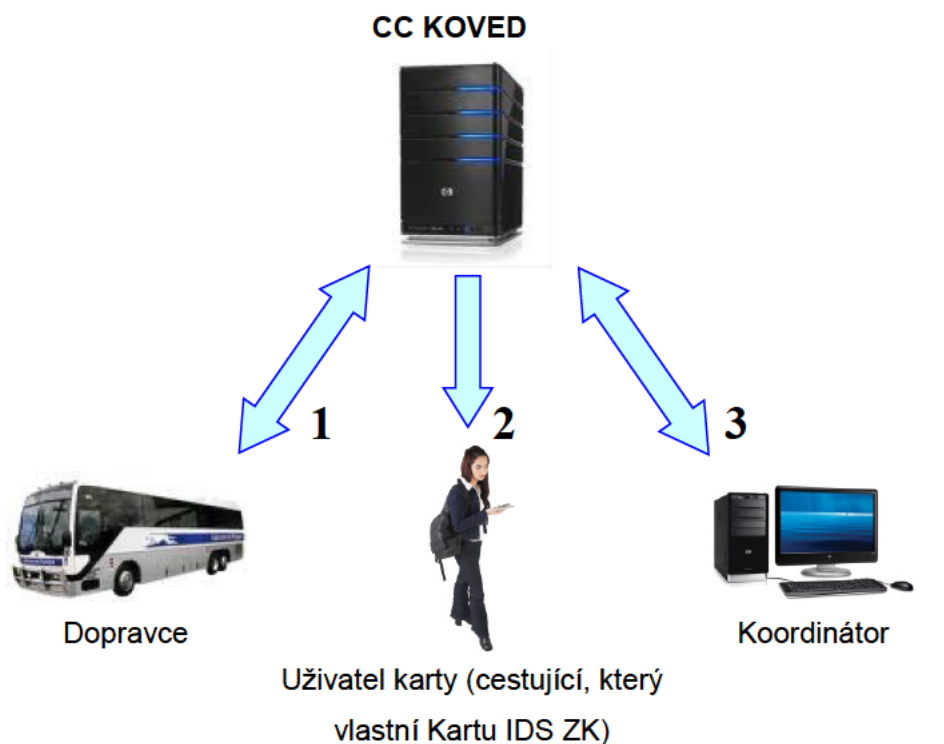 CC KOVED
1
2
3
Dopravce
Uživatel karty (cestující, který
vlastní Kartu IDS ZK)
Koordinátor